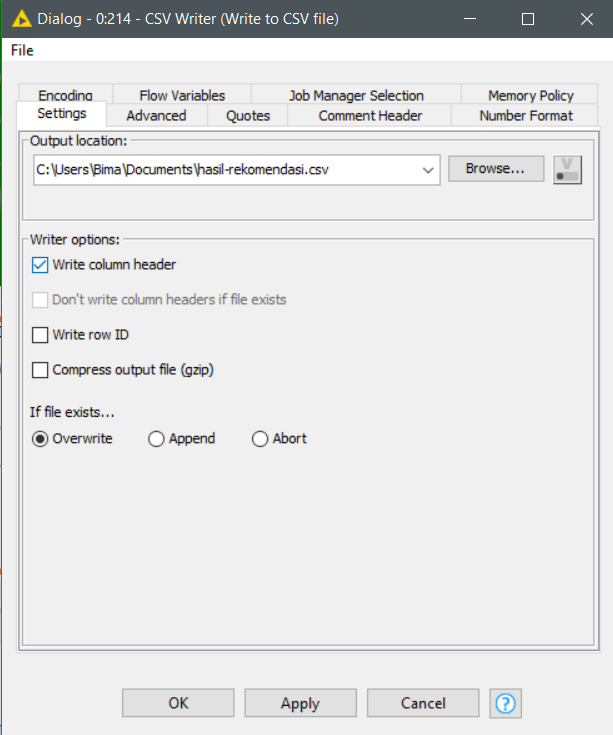 Dialog - 0:214 - CSV Writer (Write to CSV file)
File
Encoding Flow Variables Job Manager Selection Memory Policy
Settings Advanced Quotes Comment Header Number Format
Output location:
C:\Users\Bima\Documents\hasil-rekomendasi.csv Browse... V
Writer options:
Write column header
Don't write column headers if file exists
Write row ID
Compress output file (gzip)
If file exists...
Overwrite Append Abort
OK Apply Cancel ?